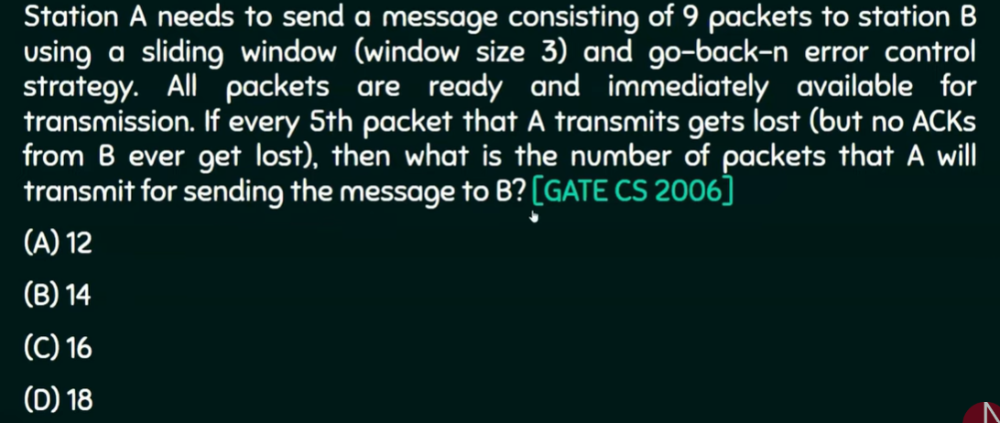 Station A needs to send a message consisting of 9 packets to station B
using a sliding window (window size 3) and go-back-n error control
strategy. All packets are ready and immediately available for
transmission. If every 5th packet that A transmits gets lost (but no ACKs
from B ever get lost), then what is the number of packets that A will
transmit for sending the message to B? [GATE CS 2006]
(A) 12
(B) 14
(C) 16
(D) 18
N